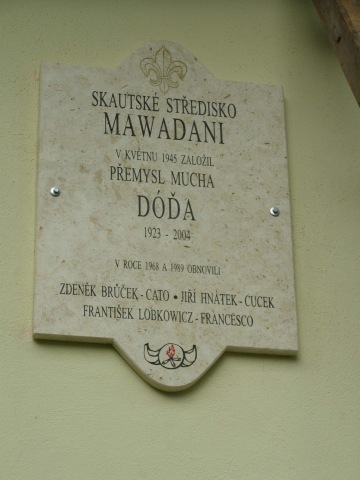 SKAUTSKÉ STŘEDISKO
MAWADANI
V KVĚTNU 1945 ZALOŽIL
PŘEMYSL MUCHA
DÓĎA
1923 - 2004
V ROCE 1968 A 1989 OBNOVILI
ZDENĚK BRŮČEK - CATO • JIŘÍ HNÁTEK - CUCEK
FRANTIŠEK LOBKOWICZ - FRANCESCO